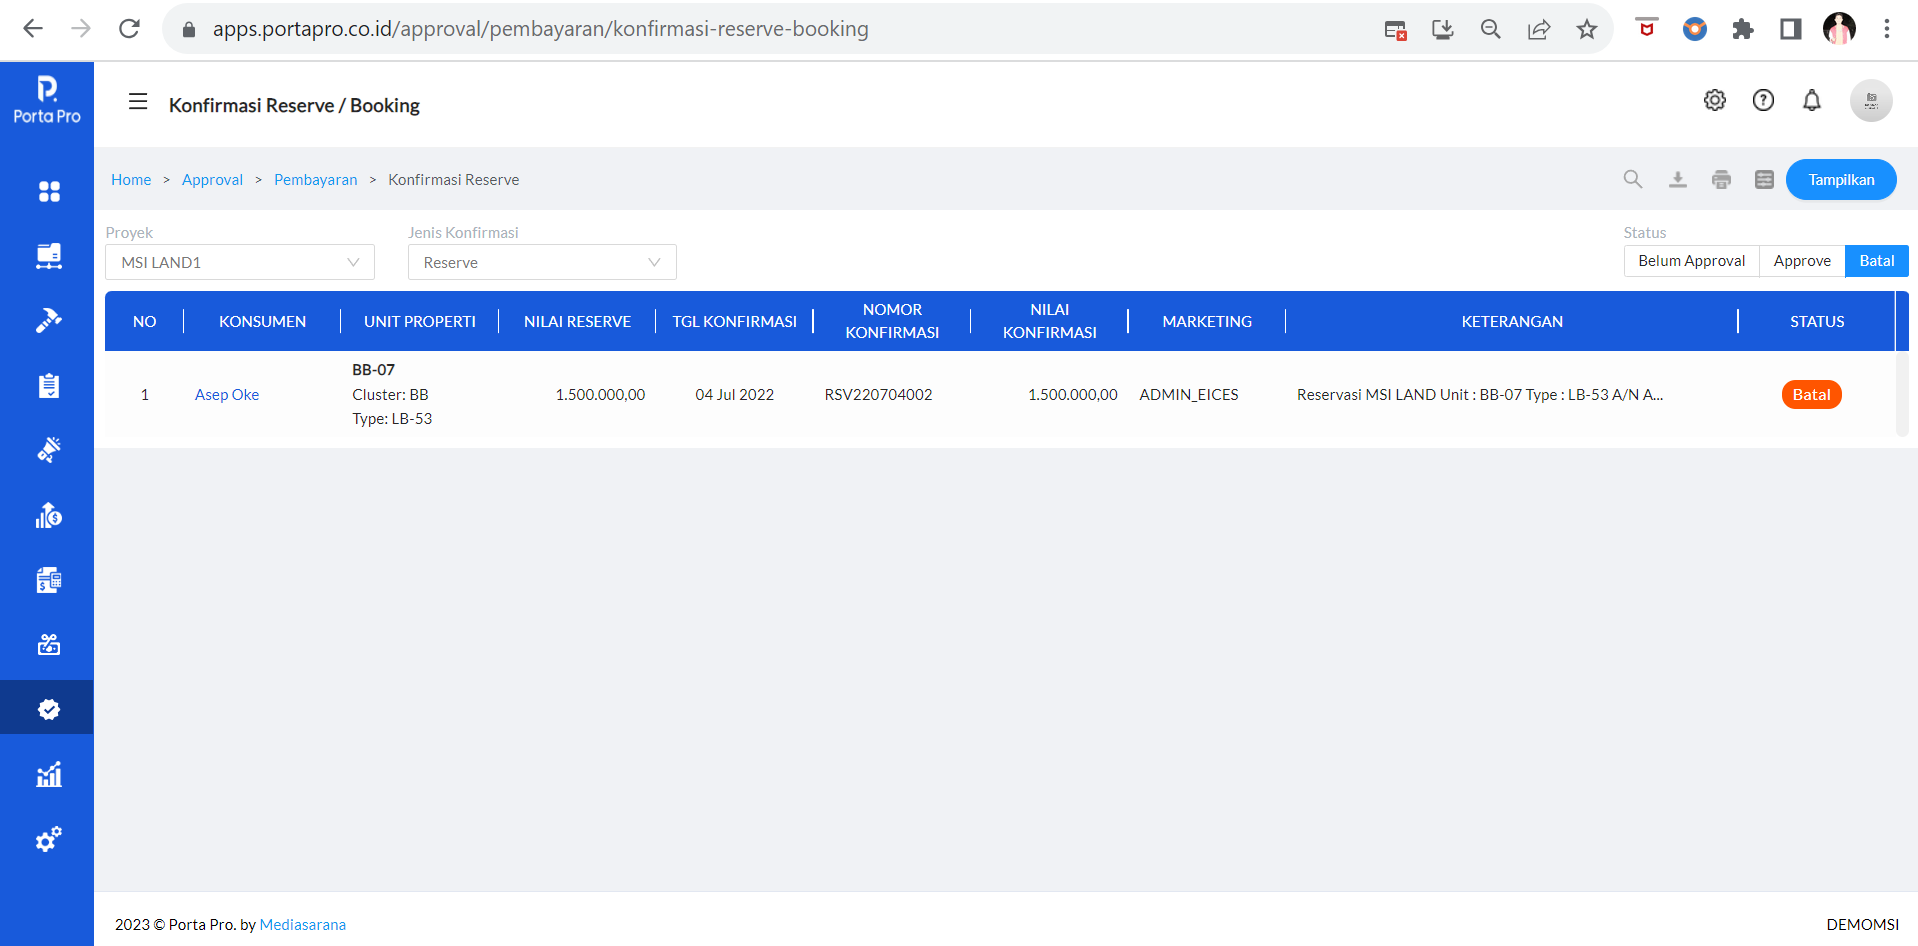 apps.portapro.co.id/approval/pembayaran/konfirmasi-reserve-booking
P.
Porta Pro
Konfirmasi Reserve / Booking
Home > Approval > Pembayaran > Konfirmasi Reserve
Tampilkan
Proyek
Jenis Konfirmasi
Status
MSI LAND1
Reserve
Belum Approval
Approve
Batal
NO
KONSUMEN
UNIT PROPERTI
NILAI RESERVE
TGL KONFIRMASI
NOMOR
KONFIRMASI
NILAI
KONFIRMASI
MARKETING
KETERANGAN
STATUS
1
Asep Oke
BB-07
Cluster: BB
Type: LB-53
1.500.000,00
04 Jul 2022
RSV220704002
1.500.000,00
ADMIN_EICES
Reservasi MSI LAND Unit : BB-07 Type : LB-53 A/N A...
Batal
2023 © Porta Pro. by Mediasarana
DEMOMSI